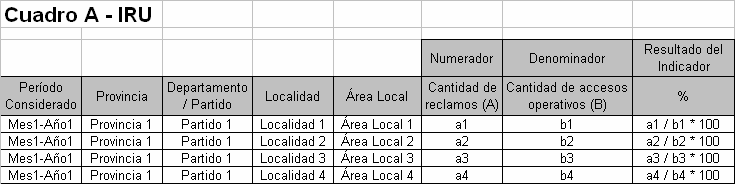 Cuadro A - IRU
Numerador Denominador Resultado del Indicador
Período Considerado Provincia Departamento / Partido Localidad Área Local Cantidad de reclamos (A) Cantidad de accesos operativos (B) %
Mes1-Año1 Provincia 1 Partido 1 Localidad 1 Área Local 1 a1 b1 a1 / b1 * 100
Mes1-Año1 Provincia 1 Partido 1 Localidad 2 Área Local 2 a2 b2 a2 / b2 * 100
Mes1-Año1 Provincia 1 Partido 1 Localidad 3 Área Local 3 a3 b3 a3 / b3 * 100
Mes1-Año1 Provincia 1 Partido 1 Localidad 4 Área Local 4 a4 b4 a4 / b4 * 100